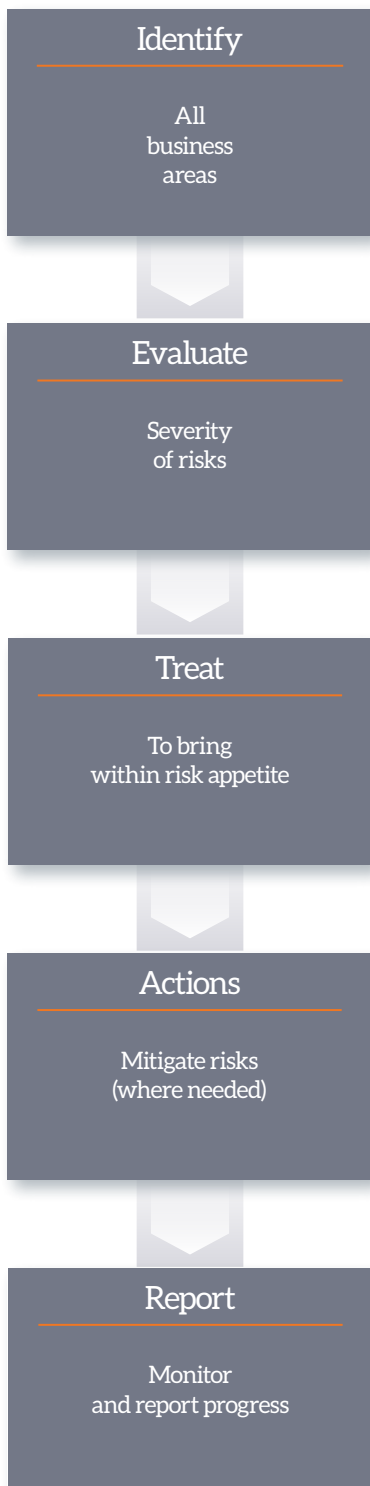 Identify
All
business
areas
Evaluate
Severity
of risks
Treat
To bring
within risk appetite
Actions
Mitigate risks
(where needed)
Report
Monitor
and report progress